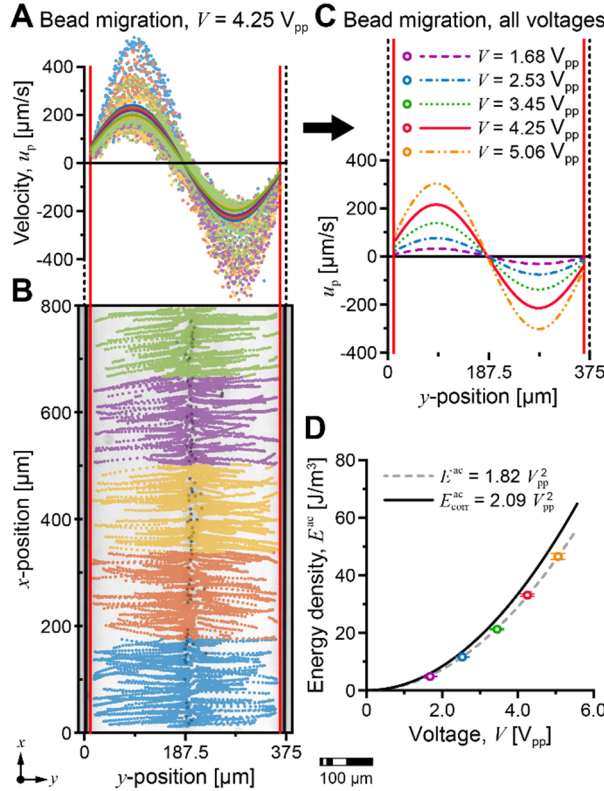 A Bead migration, V = 4.25 Vpp
Velocity, up [μm/s]
400
200
0
-200
-400
B
x-position [μm]
800
600
400
200
0
0 187.5 375
y-position [μm]
x
y
100 μm
C Bead migration, all voltages
V = 1.68 Vpp
V = 2.53 Vpp
V = 3.45 Vpp
V = 4.25 Vpp
V = 5.06 Vpp
up [μm/s]
400
200
0
-200
-400
0 187.5 375
y-position [μm]
D
Energy density, Eac [J/m³]
80
60
40
20
0
Eac = 1.82 V²pp
Eaccorr = 2.09 V²pp
0 2.0 4.0 6.0
Voltage, V [Vpp]